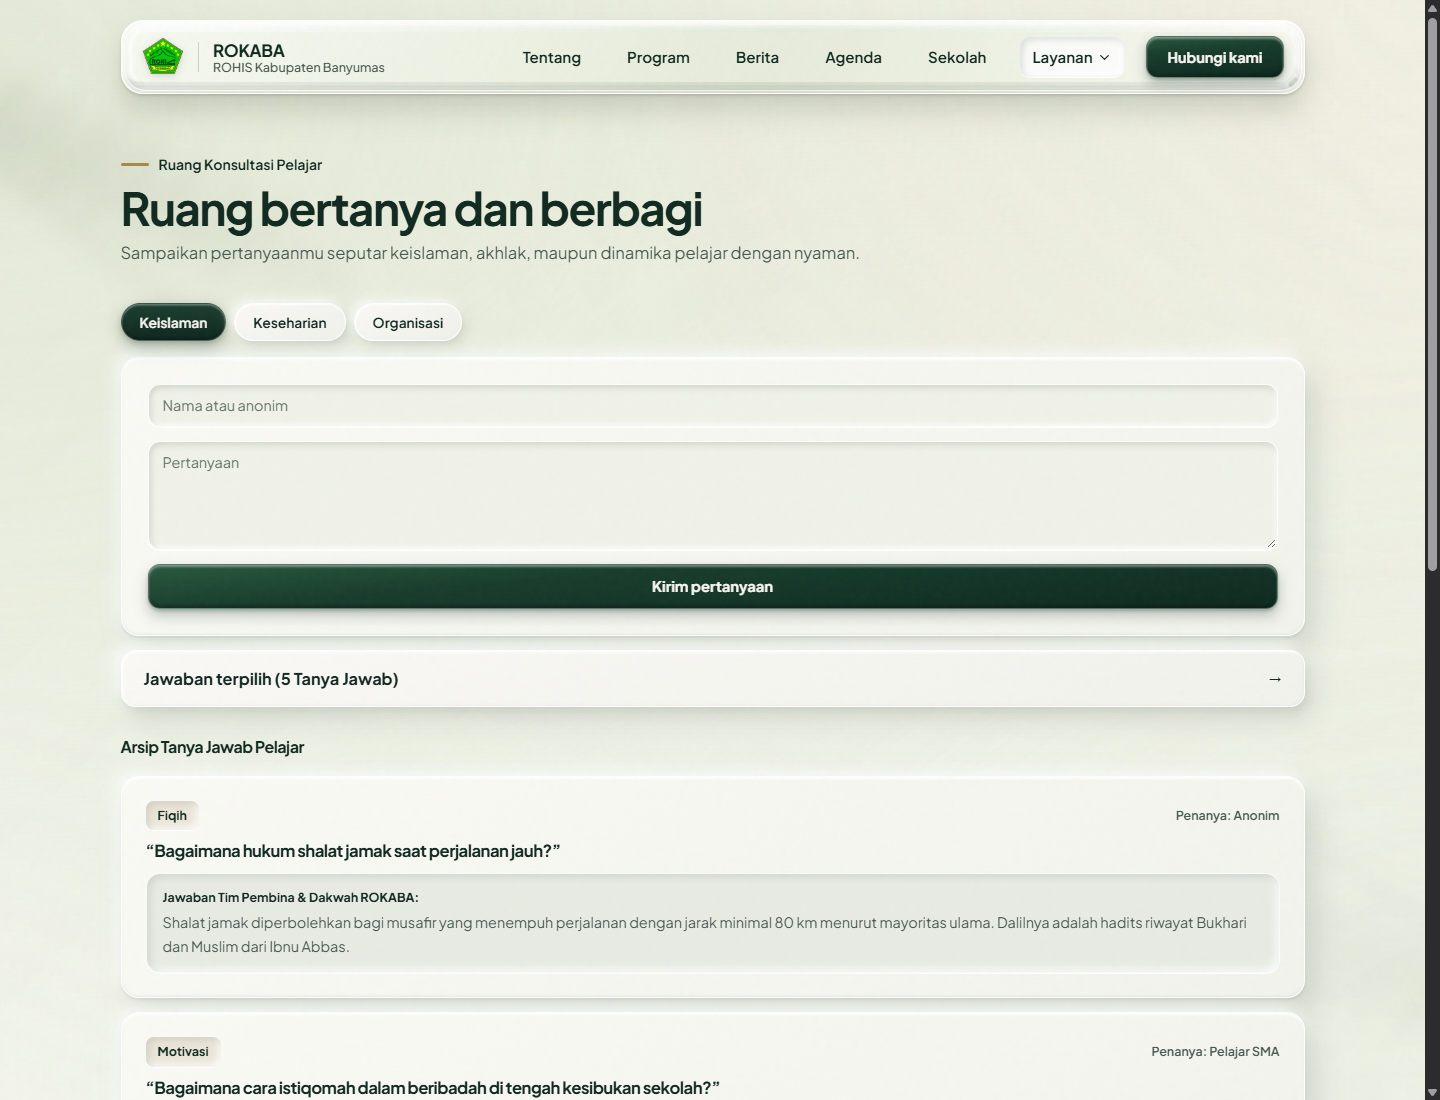 ROKABA
ROHIS Kabupaten Banyumas
Tentang
Program
Berita
Agenda
Sekolah
Layanan
Hubungi kami
Ruang Konsultasi Pelajar
Ruang bertanya dan berbagi
Sampaikan pertanyaanmu seputar keislaman, akhlak, maupun dinamika pelajar dengan nyaman.
Keislaman
Keseharian
Organisasi
Nama atau anonim
Pertanyaan
Kirim pertanyaan
Jawaban terpilih (5 Tanya Jawab) →
Arsip Tanya Jawab Pelajar
Fiqih
Penanya: Anonim
“Bagaimana hukum shalat jamak saat perjalanan jauh?”
Jawaban Tim Pembina & Dakwah ROKABA:
Shalat jamak diperbolehkan bagi musafir yang menempuh perjalanan dengan jarak minimal 80 km menurut mayoritas ulama. Dalilnya adalah hadits riwayat Bukhari
dan Muslim dari Ibnu Abbas.
Motivasi
Penanya: Pelajar SMA
“Bagaimana cara istiqomah dalam beribadah di tengah kesibukan sekolah?”